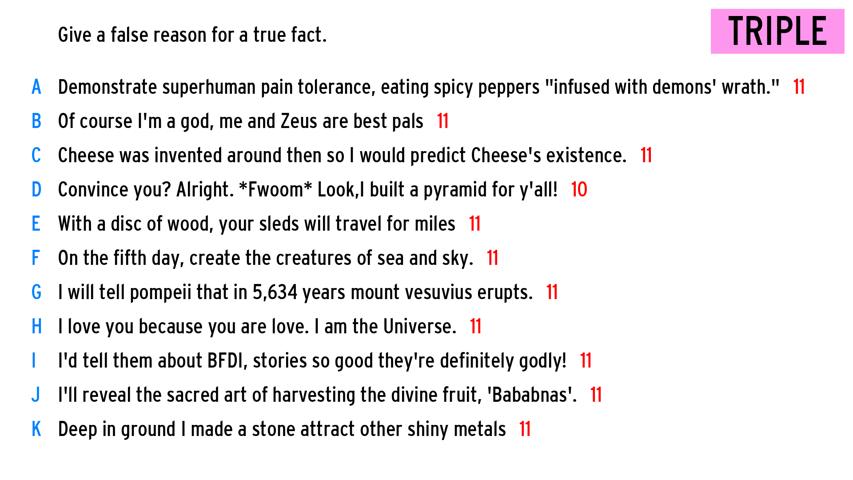 Give a false reason for a true fact.
TRIPLE
A Demonstrate superhuman pain tolerance, eating spicy peppers "infused with demons' wrath." 11
B Of course I'm a god, me and Zeus are best pals 11
C Cheese was invented around then so I would predict Cheese's existence. 11
D Convince you? Alright. *Fwoom* Look,I built a pyramid for y'all! 10
E With a disc of wood, your sleds will travel for miles 11
F On the fifth day, create the creatures of sea and sky. 11
G I will tell pompeii that in 5,634 years mount vesuvius erupts. 11
H I love you because you are love. I am the Universe. 11
I I'd tell them about BFDI, stories so good they're definitely godly! 11
J I'll reveal the sacred art of harvesting the divine fruit, 'Bababnas'. 11
K Deep in ground I made a stone attract other shiny metals 11